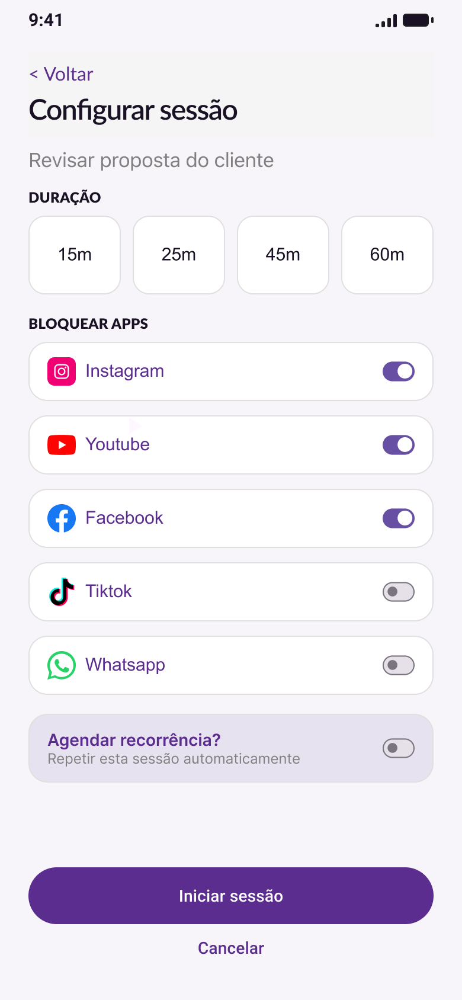 9:41
< Voltar
Configurar sessão
Revisar proposta do cliente
DURAÇÃO
15m 25m 45m 60m
BLOQUEAR APPS
Instagram
Youtube
Facebook
Tiktok
Whatsapp
Agendar recorrência?
Repetir esta sessão automaticamente
Iniciar sessão
Cancelar